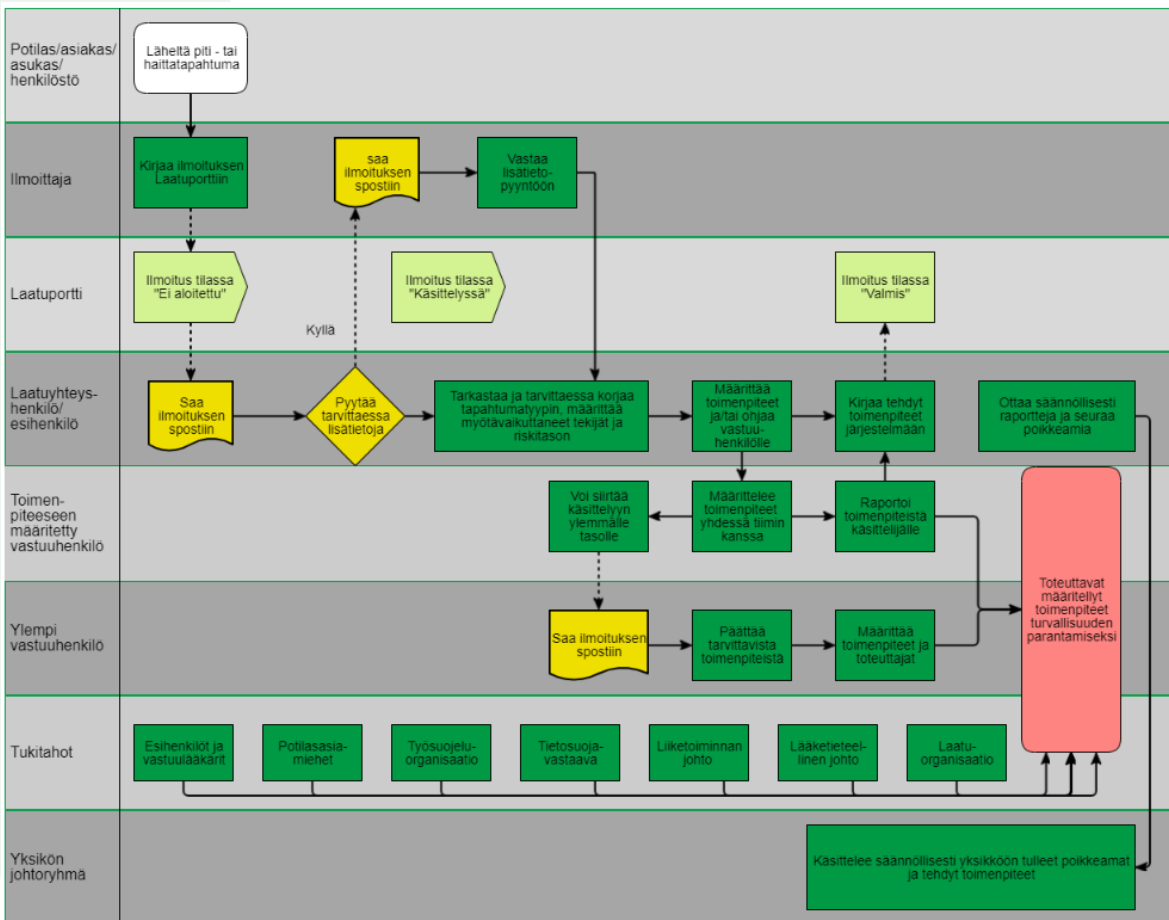 Potilas/asiakas/
asukas/
henkilöstö
Läheltä piti - tai
haittatapahtuma
Ilmoittaja
Kirjaa ilmoituksen
Laatuporttiin
saa
ilmoituksen
spostiin
Vastaa
lisätieto-
pyyntöön
Laatuportti
Ilmoitus tilassa
"Ei aloitettu"
Ilmoitus tilassa
"Käsittelyssä"
Ilmoitus tilassa
"Valmis"
Kyllä
Laatuyhteys-
henkilö/
esihenkilö
Saa
ilmoituksen
spostiin
Pyytää
tarvittaessa
lisätietoja
Tarkastaa ja tarvittaessa korjaa
tapahtumatyypin, määrittää
myötävaikuttaneet tekijät ja
riskitason
Määrittää
toimenpiteet
ja/tai ohjaa
vastuu-
henkilölle
Kirjaa tehdyt
toimenpiteet
järjestelmään
Ottaa säännöllisesti
raportteja ja seuraa
poikkeamia
Toimen-
piteeseen
määritetty
vastuuhenkilö
Voi siirtää
käsittelyyn
ylemmälle
tasolle
Määrittelee
toimenpiteet
yhdessä tiimin
kanssa
Raportoi
toimenpiteistä
käsittelijälle
Toteuttavat
määritellyt
toimenpiteet
turvallisuuden
parantamiseksi
Ylempi
vastuuhenkilö
Saa ilmoituksen
spostiin
Päättää
tarvittavista
toimenpiteistä
Määrittää
toimenpiteet ja
toteuttajat
Tukitahot
Esihenkilöt ja
vastuulääkärit
Potilasasia-
miehet
Työsuojelu-
organisaatio
Tietosuoja-
vastaava
Liiketoiminnan
johto
Lääketieteel-
linen johto
Laatu-
organisaatio
Yksikön
johtoryhmä
Käsittelee säännöllisesti yksikköön tulleet poikkeamat
ja tehdyt toimenpiteet